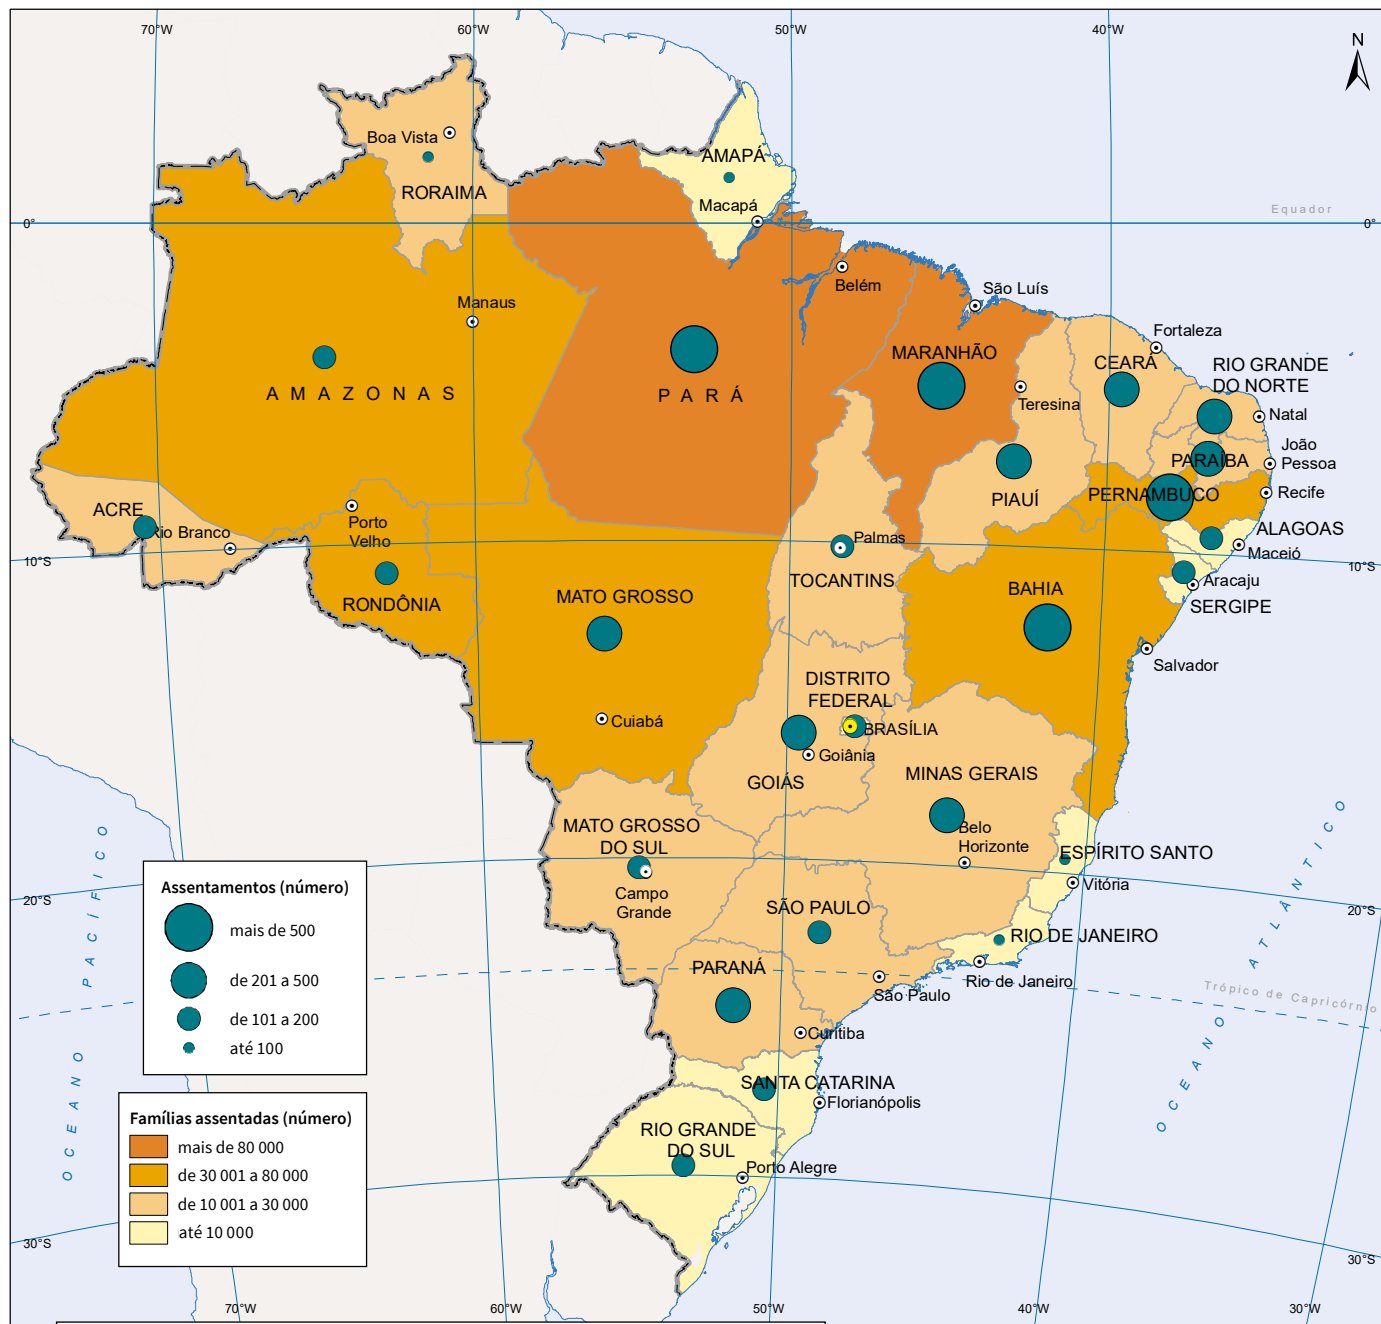 70°W
60°W
50°W
40°W
N
Boa Vista
RORAIMA
AMAPÁ
Macapá
Equador
0°
0°
Belém
São Luís
Manaus
Fortaleza
MARANHÃO
CEARÁ
RIO GRANDE
DO NORTE
AMAZONAS
PARÁ
Teresina
Natal
João
Pessoa
PARAÍBA
PIAUÍ
PERNAMBUCO
Recife
ACRE
Rio Branco
Porto
Velho
Palmas
ALAGOAS
Maceió
10°S
10°S
TOCANTINS
Aracaju
SERGIPE
RONDÔNIA
MATO GROSSO
BAHIA
Salvador
DISTRITO
FEDERAL
BRASÍLIA
Cuiabá
Goiânia
GOIÁS
MINAS GERAIS
MATO GROSSO
DO SUL
Belo
Horizonte
ESPÍRITO SANTO
Vitória
Campo
Grande
20°S
20°S
SÃO PAULO
RIO DE JANEIRO
Rio de Janeiro
São Paulo
PARANÁ
Trópico de Capricórnio
Curitiba
SANTA CATARINA
Florianópolis
RIO GRANDE
DO SUL
Porto Alegre
OCEANO PACÍFICO
OCEANO ATLÁNTICO
Assentamentos (número)
mais de 500
de 201 a 500
de 101 a 200
até 100
Famílias assentadas (número)
mais de 80 000
de 30 001 a 80 000
de 10 001 a 30 000
até 10 000
30°S
30°S
70°W
60°W
50°W
40°W
30°W